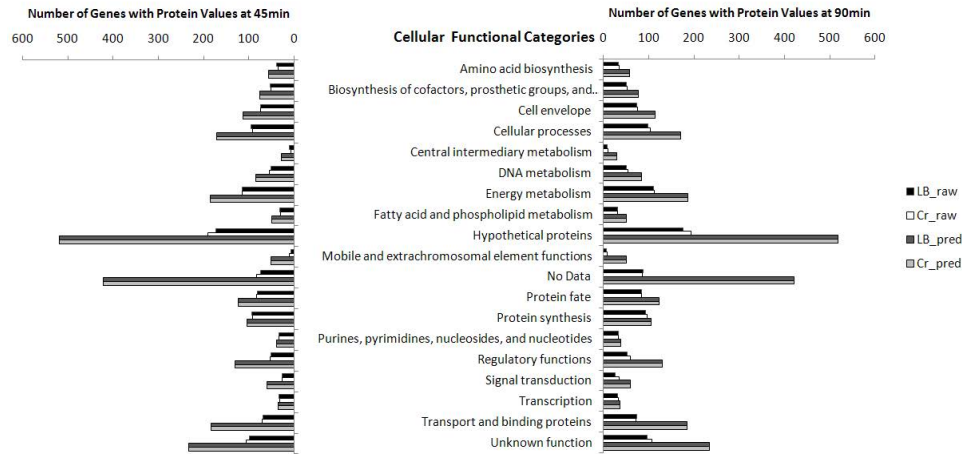 Number of Genes with Protein Values at 45min
Number of Genes with Protein Values at 90min
600 500 400 300 200 100 0
Cellular Functional Categories
0 100 200 300 400 500 600
Amino acid biosynthesis
Biosynthesis of cofactors, prosthetic groups, and..
Cell envelope
Cellular processes
Central intermediary metabolism
DNA metabolism
Energy metabolism
Fatty acid and phospholipid metabolism
Hypothetical proteins
Mobile and extrachromosomal element functions
No Data
Protein fate
Protein synthesis
Purines, pyrimidines, nucleosides, and nucleotides
Regulatory functions
Signal transduction
Transcription
Transport and binding proteins
Unknown function
LB_raw
Cr_raw
LB_pred
Cr_pred